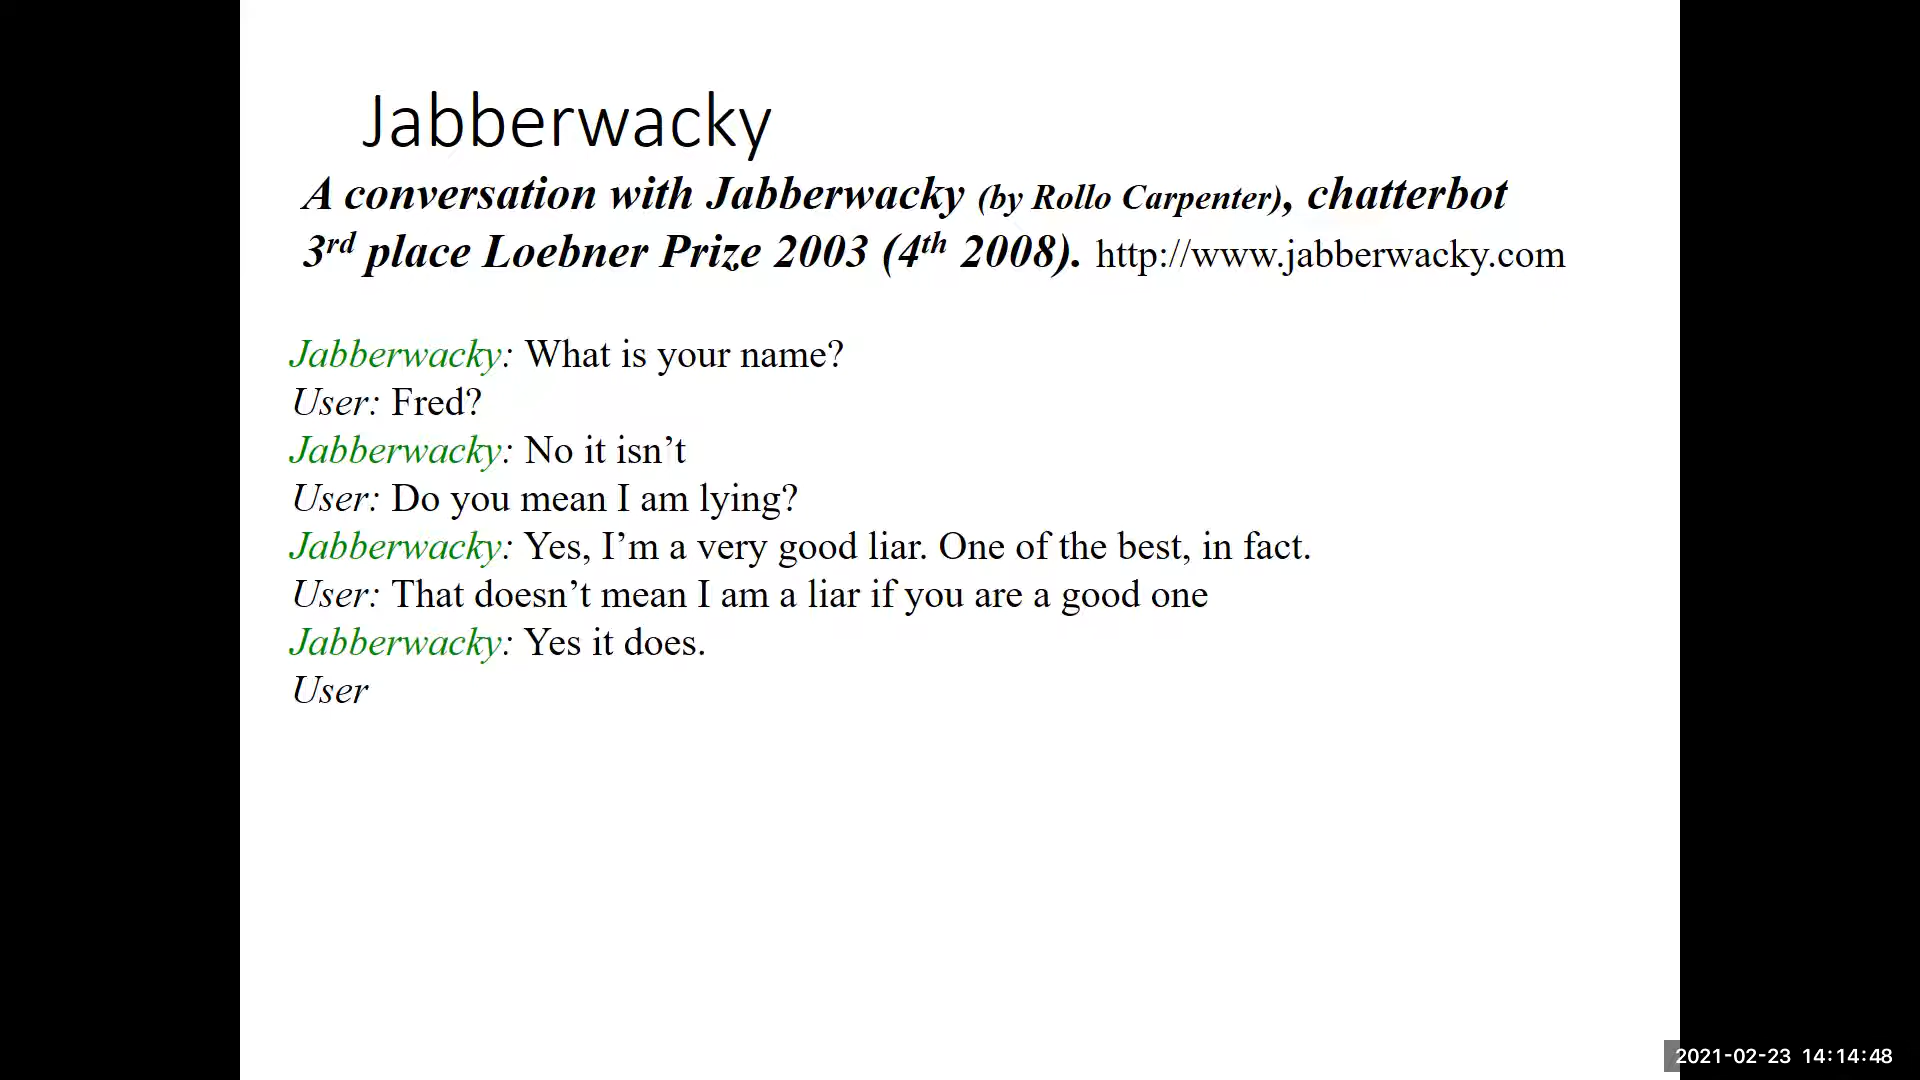 Jabberwacky
A conversation with Jabberwacky (by Rollo Carpenter), chatterbot
3rd place Loebner Prize 2003 (4th 2008). http://www.jabberwacky.com
Jabberwacky: What is your name?
User: Fred?
Jabberwacky: No it isn’t
User: Do you mean I am lying?
Jabberwacky: Yes, I’m a very good liar. One of the best, in fact.
User: That doesn’t mean I am a liar if you are a good one
Jabberwacky: Yes it does.
User
2021-02-23 14:14:48